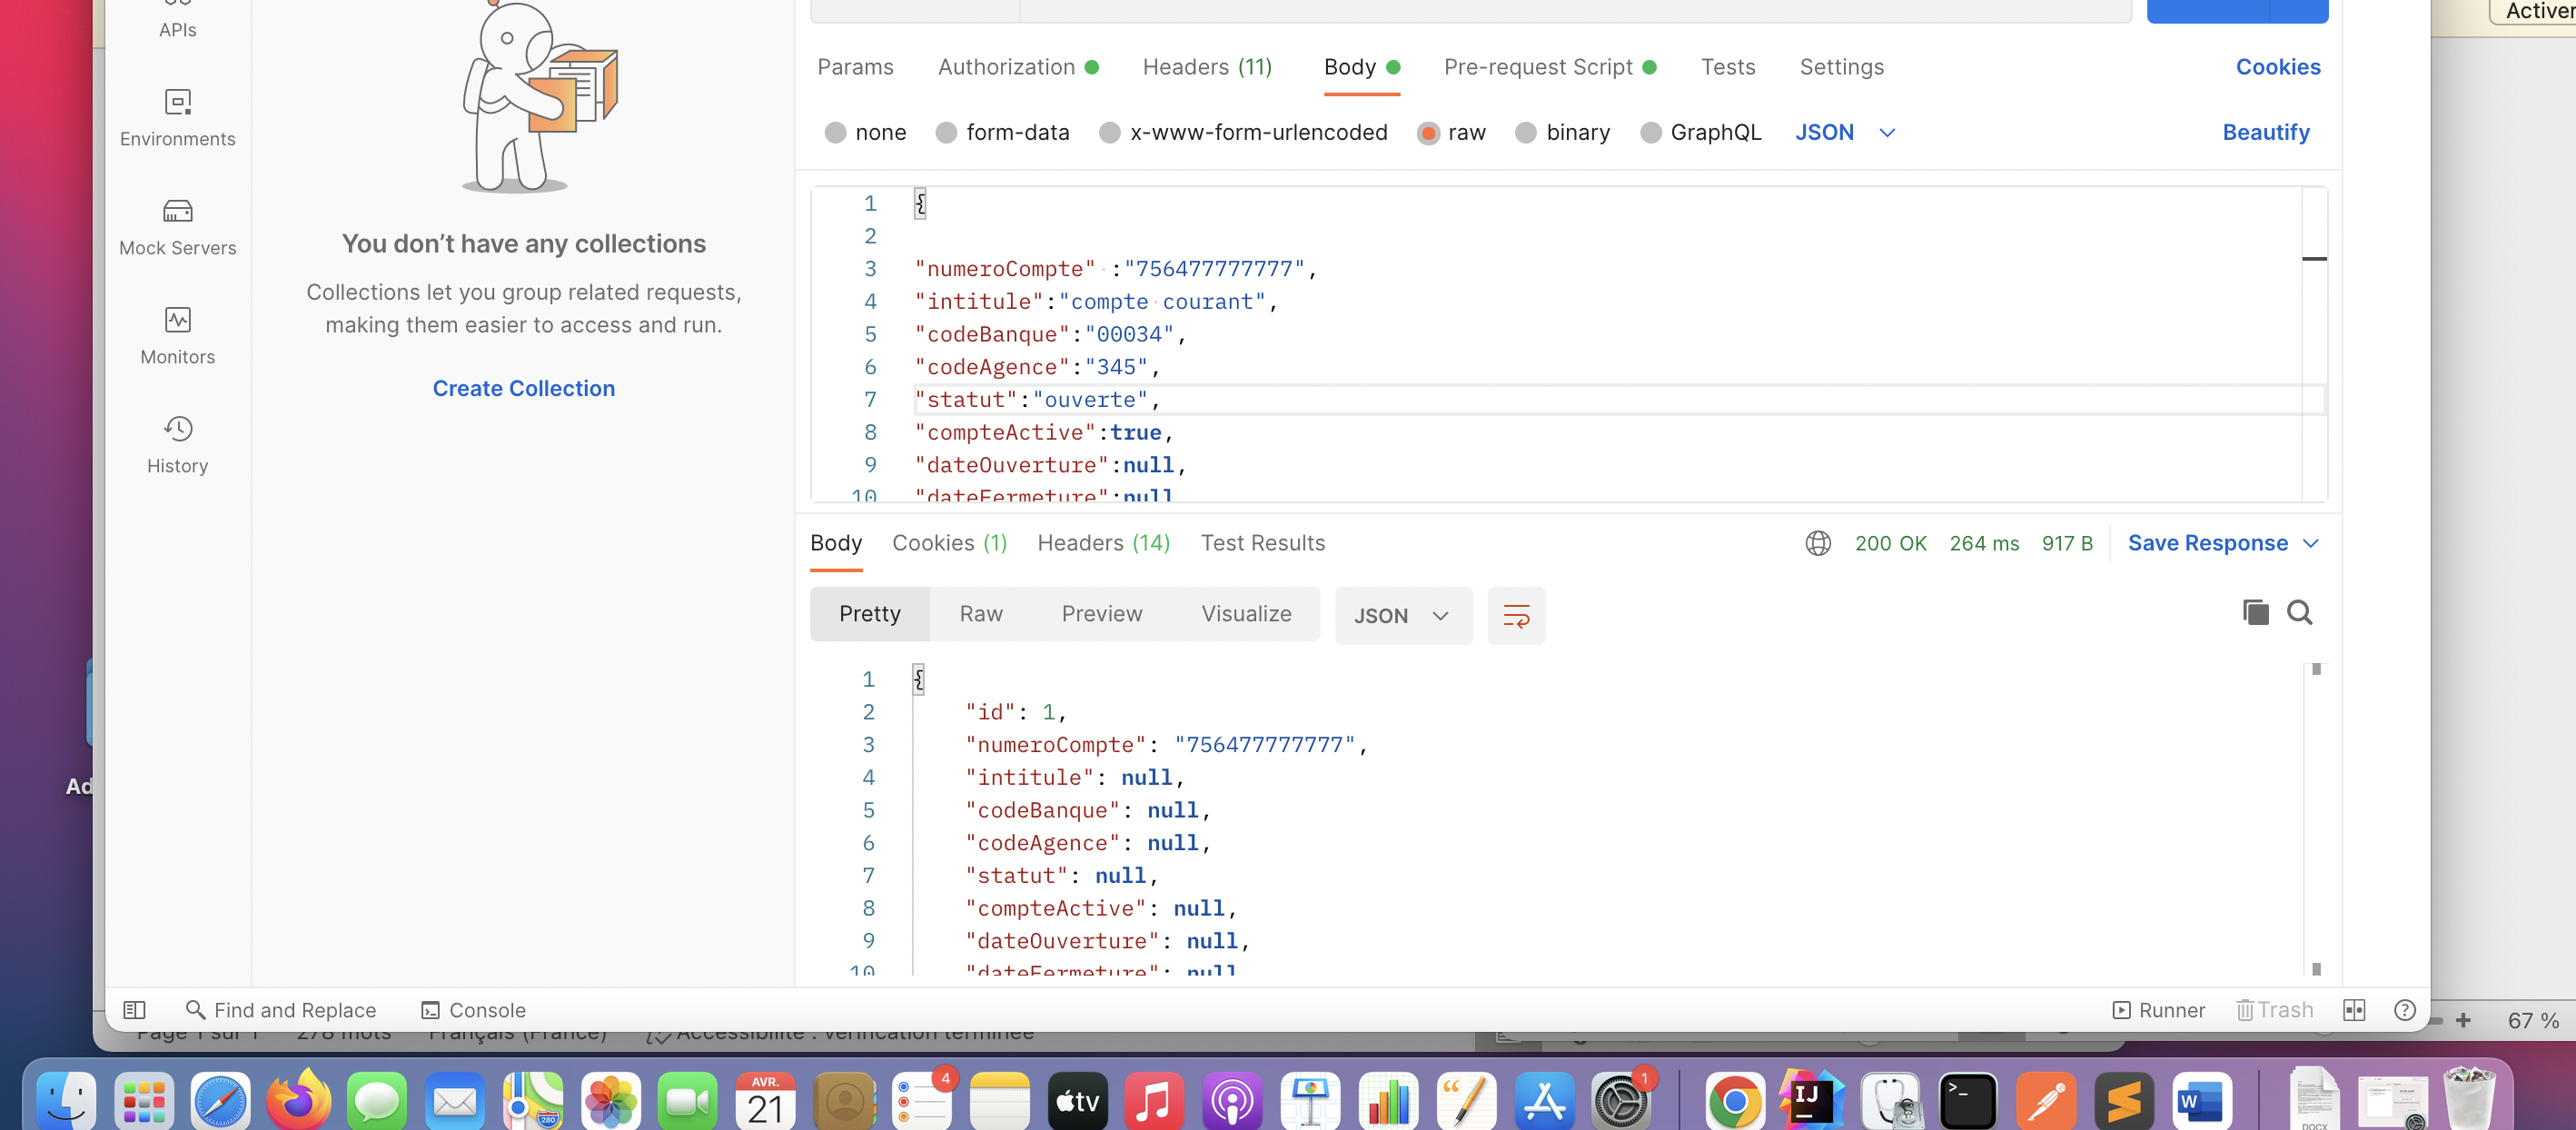 Activer
APIs
Environments
Mock Servers
Monitors
History
You don’t have any collections
Collections let you group related requests,
making them easier to access and run.
Create Collection
Params Authorization Headers (11) Body Pre-request Script Tests Settings Cookies
none form-data x-www-form-urlencoded raw binary GraphQL JSON Beautify
1 {
2
3 "numeroCompte" :"756477777777",
4 "intitule":"compte courant",
5 "codeBanque":"00034",
6 "codeAgence":"345",
7 "statut":"ouverte",
8 "compteActive":true,
9 "dateOuverture":null,
10 "dateFermeture":null
Body Cookies (1) Headers (14) Test Results 200 OK 264 ms 917 B Save Response
Pretty Raw Preview Visualize JSON
1 {
2 "id": 1,
3 "numeroCompte": "756477777777",
4 "intitule": null,
5 "codeBanque": null,
6 "codeAgence": null,
7 "statut": null,
8 "compteActive": null,
9 "dateOuverture": null,
10 "dateFermeture": null
Ad
Find and Replace Console Runner Trash
Page 1 sur 1 278 mots Français (France) Accessibilité : vérification terminée 67 %
4
AVR.
21
280
tv
1
IJ
>_
W
DOCX